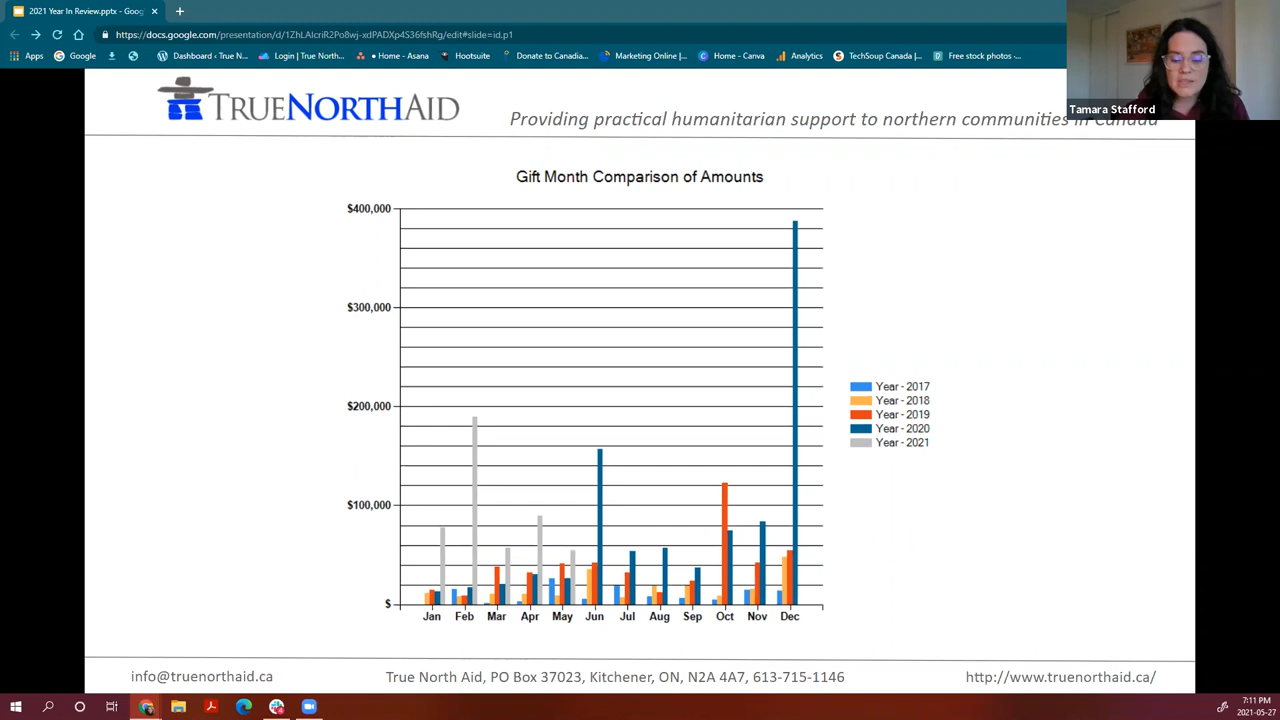 2021 Year In Review.pptx - Goog
https://docs.google.com/presentation/d/1ZhLAlcriR2Po8wj-xdPADXp4S36fshRg/edit#slide=id.p1
Apps Google Dashboard ‹ True N... Login | True North... • Home - Asana Hootsuite Donate to Canadia... Marketing Online |... Home - Canva Analytics TechSoup Canada |... Free stock photos -...
Tamara Stafford
TRUENORTHAID
Providing practical humanitarian support to northern communities in Canada
Gift Month Comparison of Amounts
$400,000
$300,000
$200,000
$100,000
$
Jan Feb Mar Apr May Jun Jul Aug Sep Oct Nov Dec
Year - 2017
Year - 2018
Year - 2019
Year - 2020
Year - 2021
info@truenorthaid.ca True North Aid, PO Box 37023, Kitchener, ON, N2A 4A7, 613-715-1146 http://www.truenorthaid.ca/
7:11 PM
2021-05-27